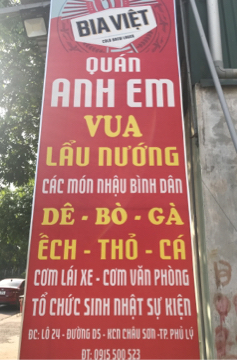 BIA VIỆT
QUÁN
ANH EM
VUA
LẨU NƯỚNG
CÁC MÓN NHẬU BÌNH DÂN
DÊ - BÒ - GÀ
ẾCH - THỎ - CÁ
CƠM LÁI XE - CƠM VĂN PHÒNG
TỔ CHỨC SINH NHẬT SỰ KIỆN
ĐC: LÔ 24 - ĐƯỜNG D5 - KCN CHÂU SƠN -TP. PHỦ LÝ
ĐT: 0915 500 523